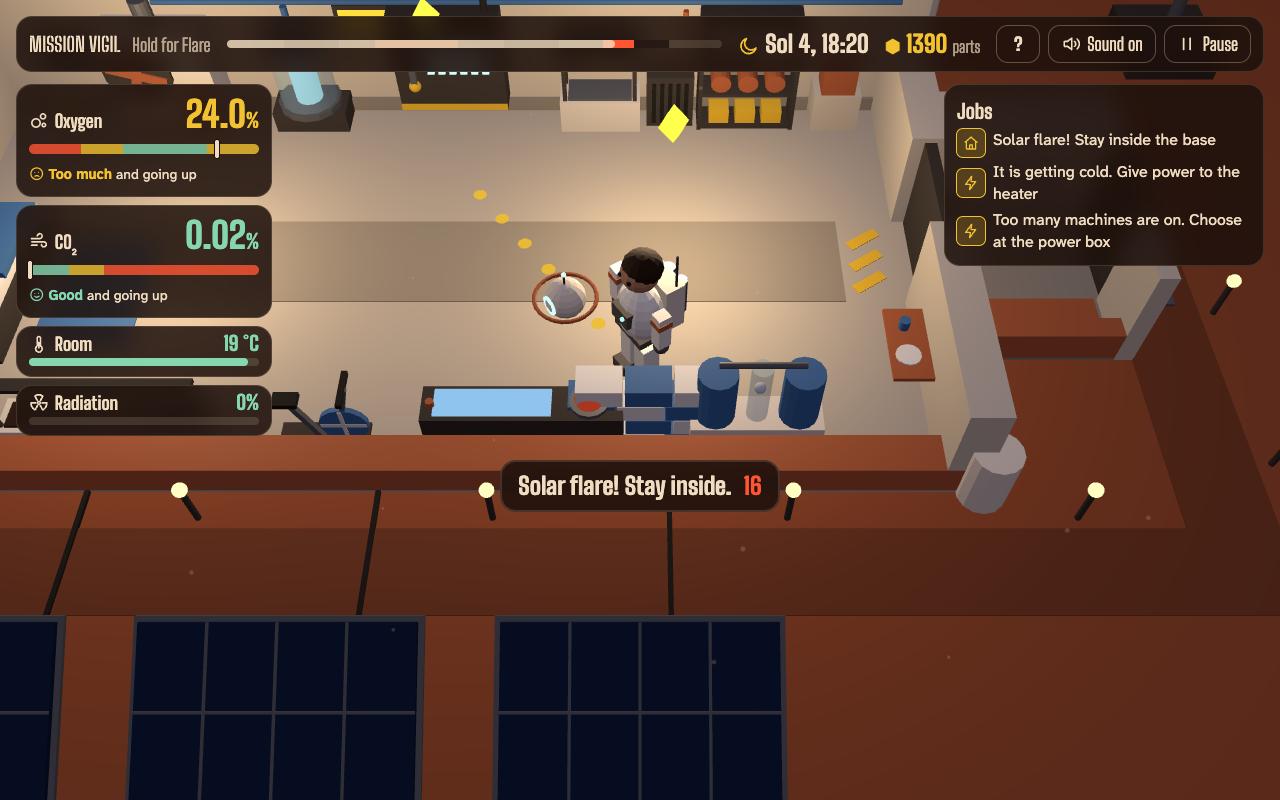 MISSION VIGIL Hold for Flare Sol 4, 18:20 1390 parts ? Sound on Pause
Oxygen 24.0%
Too much and going up
CO2 0.02%
Good and going up
Room 19 °C
Radiation 0%
Jobs
Solar flare! Stay inside the base
It is getting cold. Give power to the
heater
Too many machines are on. Choose
at the power box
Solar flare! Stay inside. 16